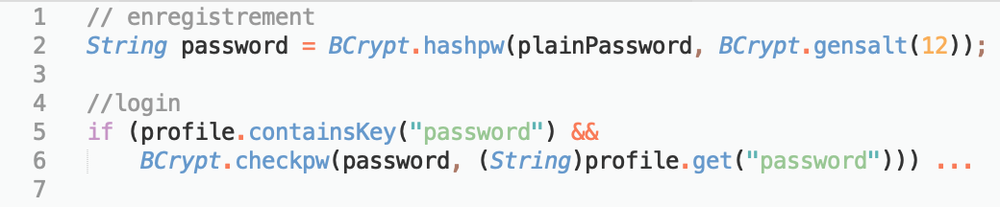 1 // enregistrement
2 String password = BCrypt.hashpw(plainPassword, BCrypt.gensalt(12));
3
4 //login
5 if (profile.containsKey("password") &&
6 BCrypt.checkpw(password, (String)profile.get("password"))) ...
7